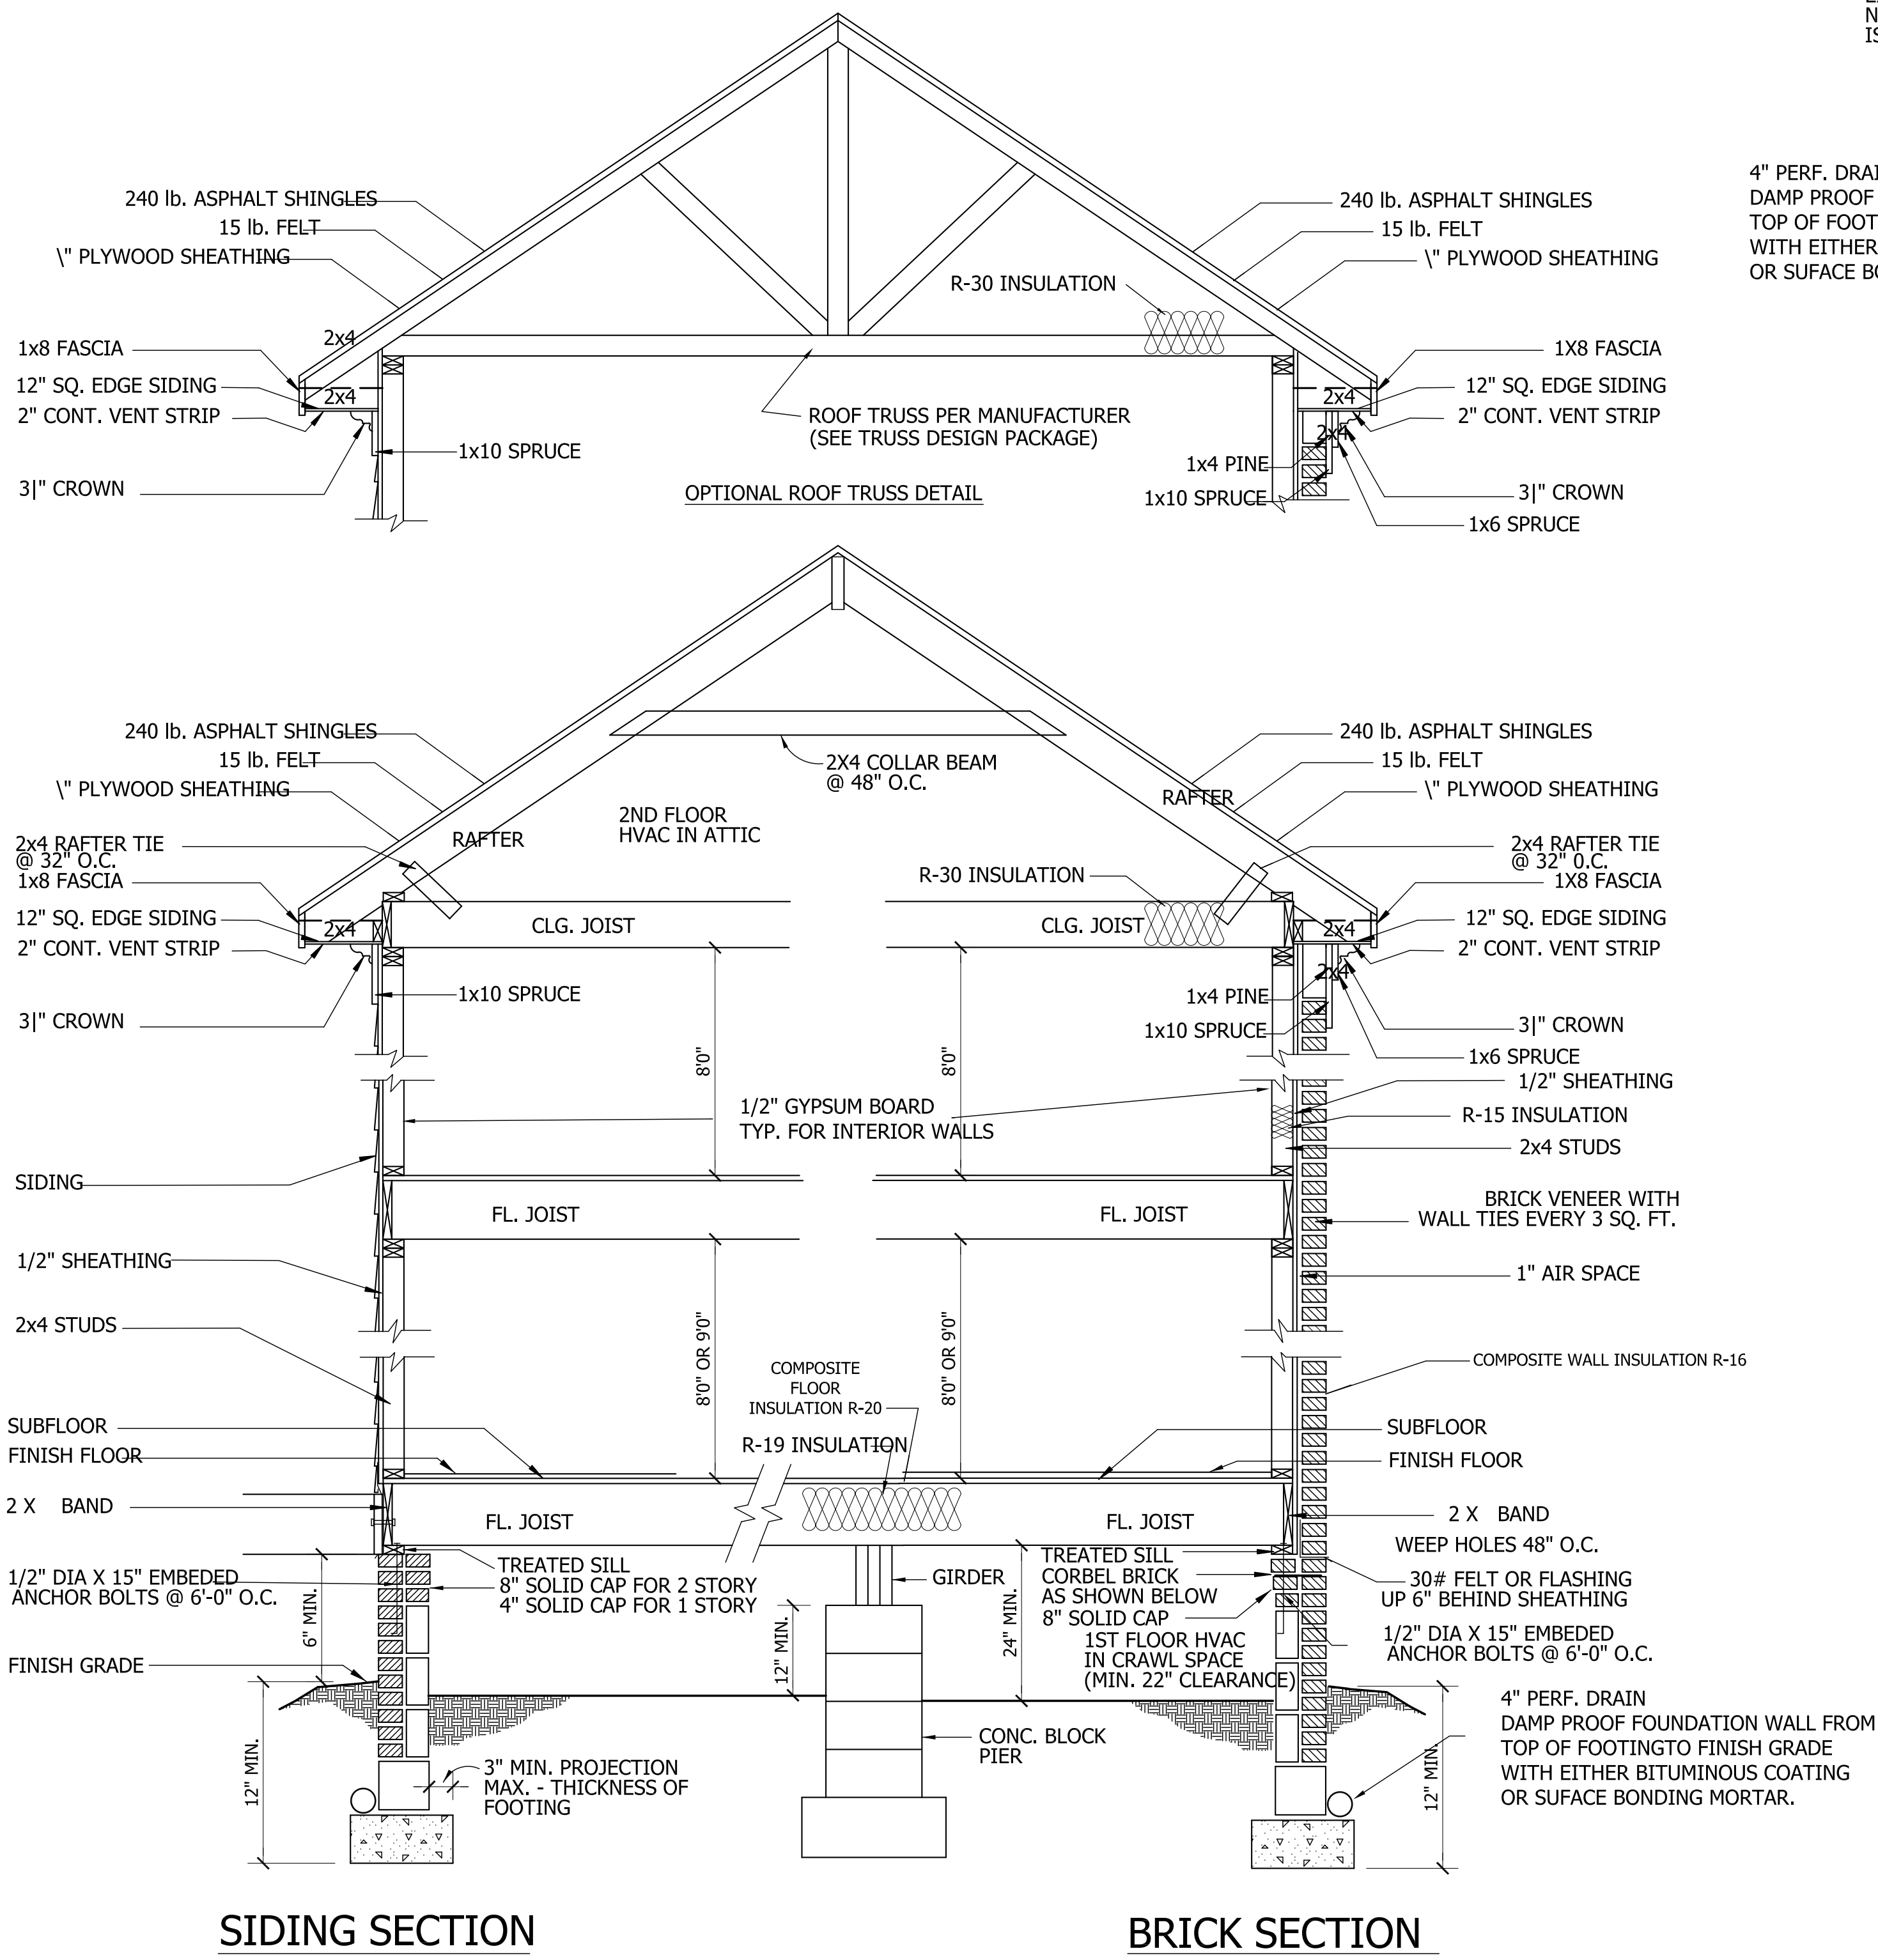 N
240 lb. ASPHALT SHINGLES
15 lb. FELT
\" PLYWOOD SHEATHING
2x4
1x8 FASCIA
12" SQ. EDGE SIDING
2x4
2" CONT. VENT STRIP
1x10 SPRUCE
3|" CROWN
R-30 INSULATION
ROOF TRUSS PER MANUFACTURER
(SEE TRUSS DESIGN PACKAGE)
OPTIONAL ROOF TRUSS DETAIL
240 lb. ASPHALT SHINGLES
15 lb. FELT
\" PLYWOOD SHEATHING
1X8 FASCIA
12" SQ. EDGE SIDING
2x4
2" CONT. VENT STRIP
2x4
1x4 PINE
1x10 SPRUCE
3|" CROWN
1x6 SPRUCE
4" PERF.
DAMP PROOF
TOP OF
WITH EITHER
OR SUFACE
240 lb. ASPHALT SHINGLES
15 lb. FELT
\" PLYWOOD SHEATHING
RAFTER
2x4 RAFTER TIE
@ 32" O.C.
1x8 FASCIA
12" SQ. EDGE SIDING
2x4
2" CONT. VENT STRIP
1x10 SPRUCE
3|" CROWN
2X4 COLLAR BEAM
@ 48" O.C.
2ND FLOOR
HVAC IN ATTIC
R-30 INSULATION
CLG. JOIST
CLG. JOIST
240 lb. ASPHALT SHINGLES
15 lb. FELT
\" PLYWOOD SHEATHING
RAFTER
2x4 RAFTER TIE
@ 32" 0.C.
1X8 FASCIA
12" SQ. EDGE SIDING
2x4
2" CONT. VENT STRIP
2x4
1x4 PINE
1x10 SPRUCE
3|" CROWN
1x6 SPRUCE
1/2" SHEATHING
R-15 INSULATION
2x4 STUDS
8'0"
8'0"
1/2" GYPSUM BOARD
TYP. FOR INTERIOR WALLS
SIDING
FL. JOIST
FL. JOIST
BRICK VENEER WITH
WALL TIES EVERY 3 SQ. FT.
1/2" SHEATHING
1" AIR SPACE
2x4 STUDS
8'0" OR 9'0"
8'0" OR 9'0"
COMPOSITE
FLOOR
INSULATION R-20
R-19 INSULATION
COMPOSITE WALL INSULATION R-16
SUBFLOOR
FINISH FLOOR
2 X BAND
SUBFLOOR
FINISH FLOOR
2 X BAND
FL. JOIST
FL. JOIST
WEEP HOLES 48" O.C.
1/2" DIA X 15" EMBEDED
ANCHOR BOLTS @ 6'-0" O.C.
6" MIN.
TREATED SILL
8" SOLID CAP FOR 2 STORY
4" SOLID CAP FOR 1 STORY
GIRDER
12" MIN.
24" MIN.
TREATED SILL
CORBEL BRICK
AS SHOWN BELOW
8" SOLID CAP
1ST FLOOR HVAC
IN CRAWL SPACE
(MIN. 22" CLEARANCE)
30# FELT OR FLASHING
UP 6" BEHIND SHEATHING
1/2" DIA X 15" EMBEDED
ANCHOR BOLTS @ 6'-0" O.C.
FINISH GRADE
12" MIN.
3" MIN. PROJECTION
MAX. - THICKNESS OF
FOOTING
CONC. BLOCK
PIER
12" MIN.
4" PERF. DRAIN
DAMP PROOF FOUNDATION WALL FROM
TOP OF FOOTINGTO FINISH GRADE
WITH EITHER BITUMINOUS COATING
OR SUFACE BONDING MORTAR.
SIDING SECTION
BRICK SECTION